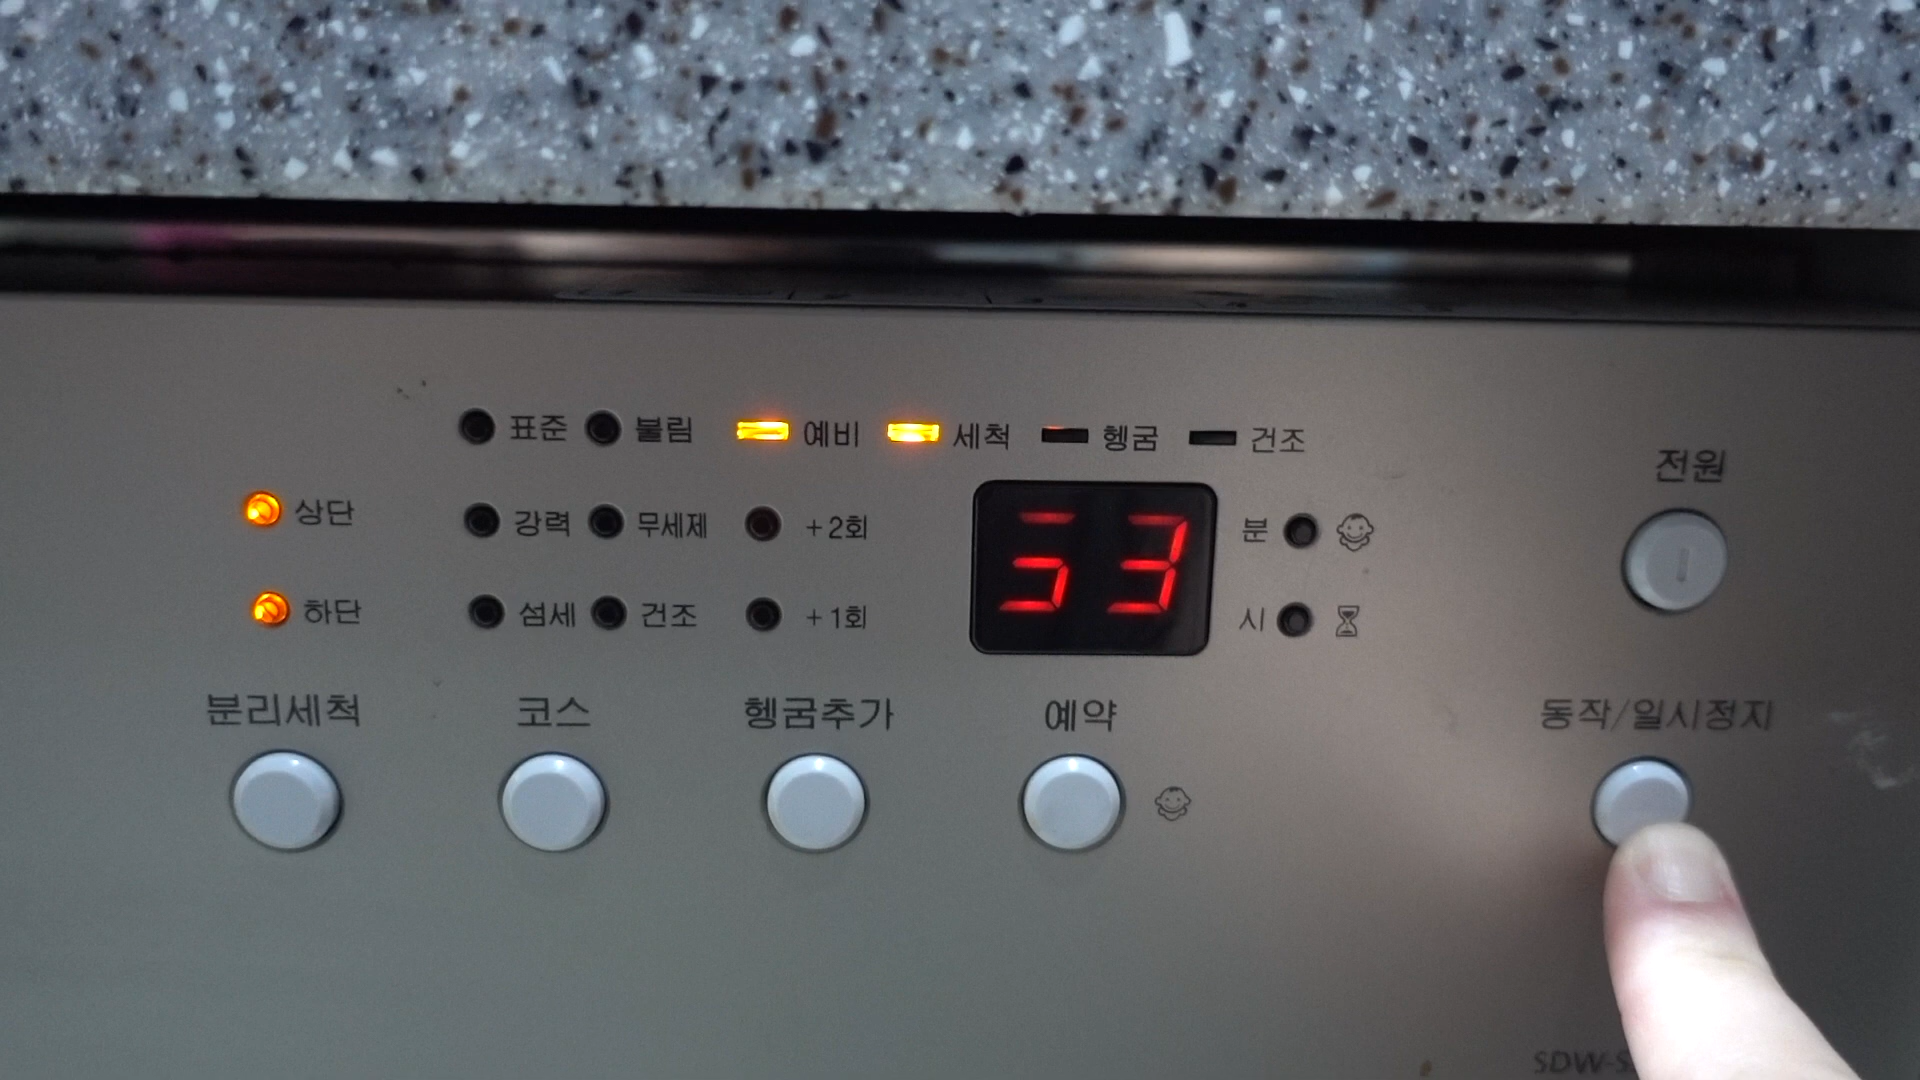 표준 불림 예비 세척 헹굼 건조
전원
상단 강력 무세제 +2회 53 분
하단 섬세 건조 +1회 시
분리세척 코스 헹굼추가 예약 동작/일시정지
SDW-S